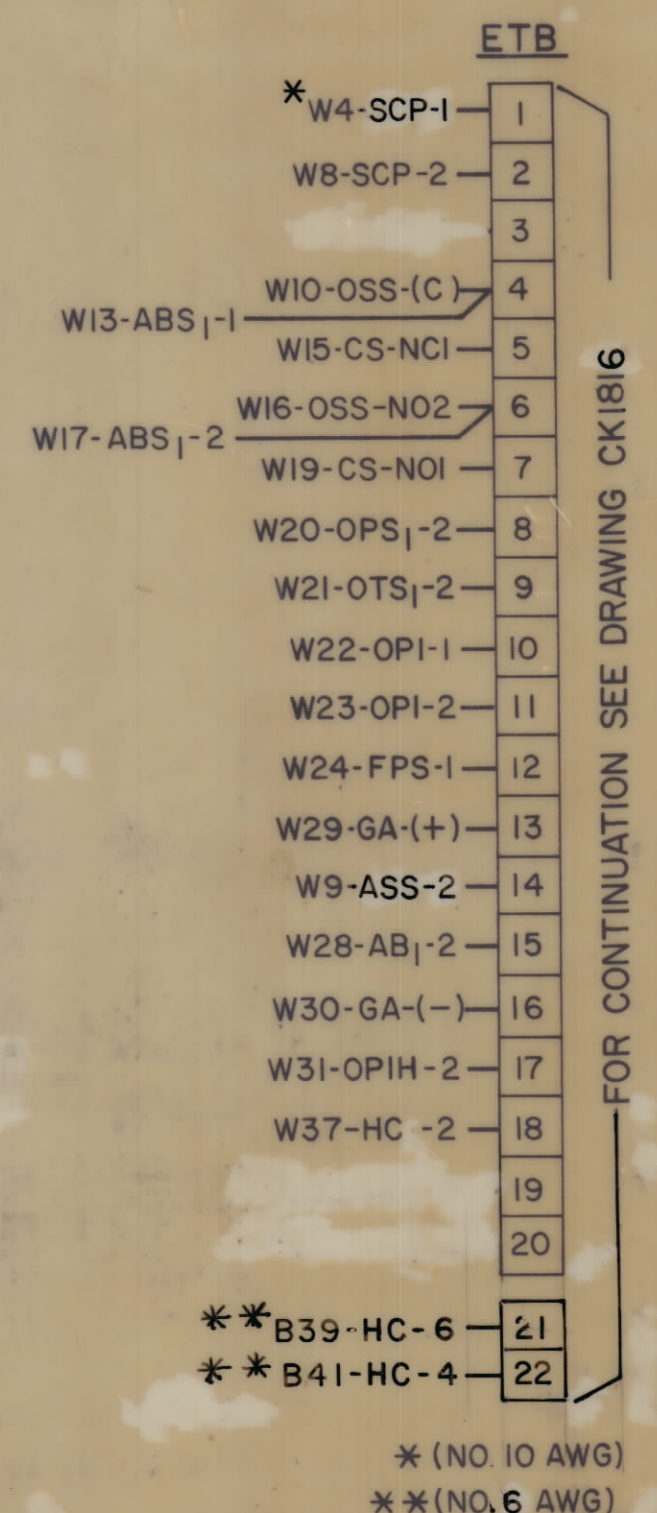 ETB
*W4-SCP-1 1
W8-SCP-2 2
3
W10-OSS-(C) 4
W13-ABS1-1
W15-CS-NC1 5
W16-OSS-NO2 6
W17-ABS1-2
W19-CS-NO1 7
W20-OPS1-2 8
W21-OTS1-2 9
W22-OPI-1 10
W23-OPI-2 11
W24-FPS-1 12
W29-GA-(+) 13
W9-ASS-2 14
W28-AB1-2 15
W30-GA-(-) 16
W31-OPIH-2 17
W37-HC -2 18
19
20
**B39-HC-6 21
**B41-HC-4 22
FOR CONTINUATION SEE DRAWING CK1816
* (NO. 10 AWG)
**(NO. 6 AWG)